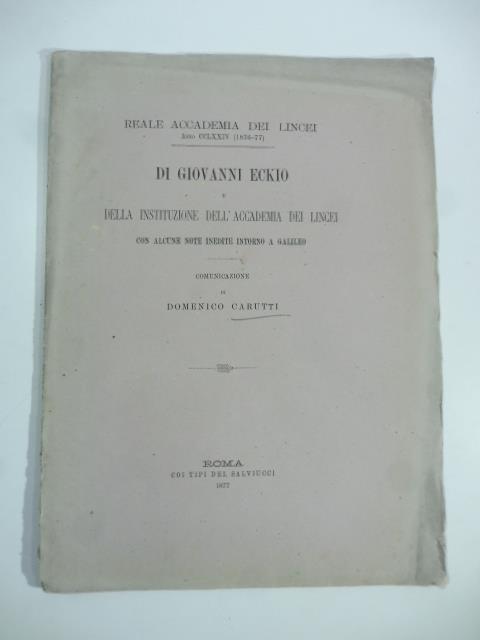 REALE ACCADEMIA DEI LINCEI
ANNO CCLXXIV (1876-77)
DI GIOVANNI ECKIO
E
DELLA INSTITUZIONE DELL'ACCADEMIA DEI LINCEI
CON ALCUNE NOTE INEDITE INTORNO A GALILEO
COMUNICAZIONE
DI
DOMENICO CARUTTI
ROMA
COI TIPI DEL SALVIUCCI
1877